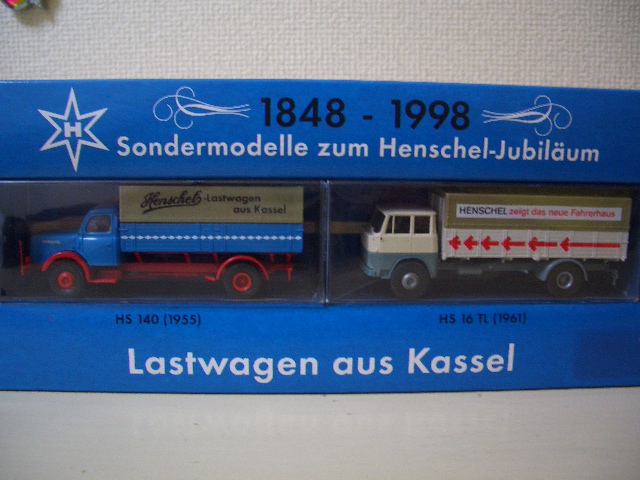 H
1848 - 1998
Sondermodelle zum Henschel-Jubiläum
Henschel-Lastwagen
aus Kassel
HENSCHEL zeigt das neue Fahrerhaus
HS 140 (1955)
HS 16 TL (1961)
Lastwagen aus Kassel